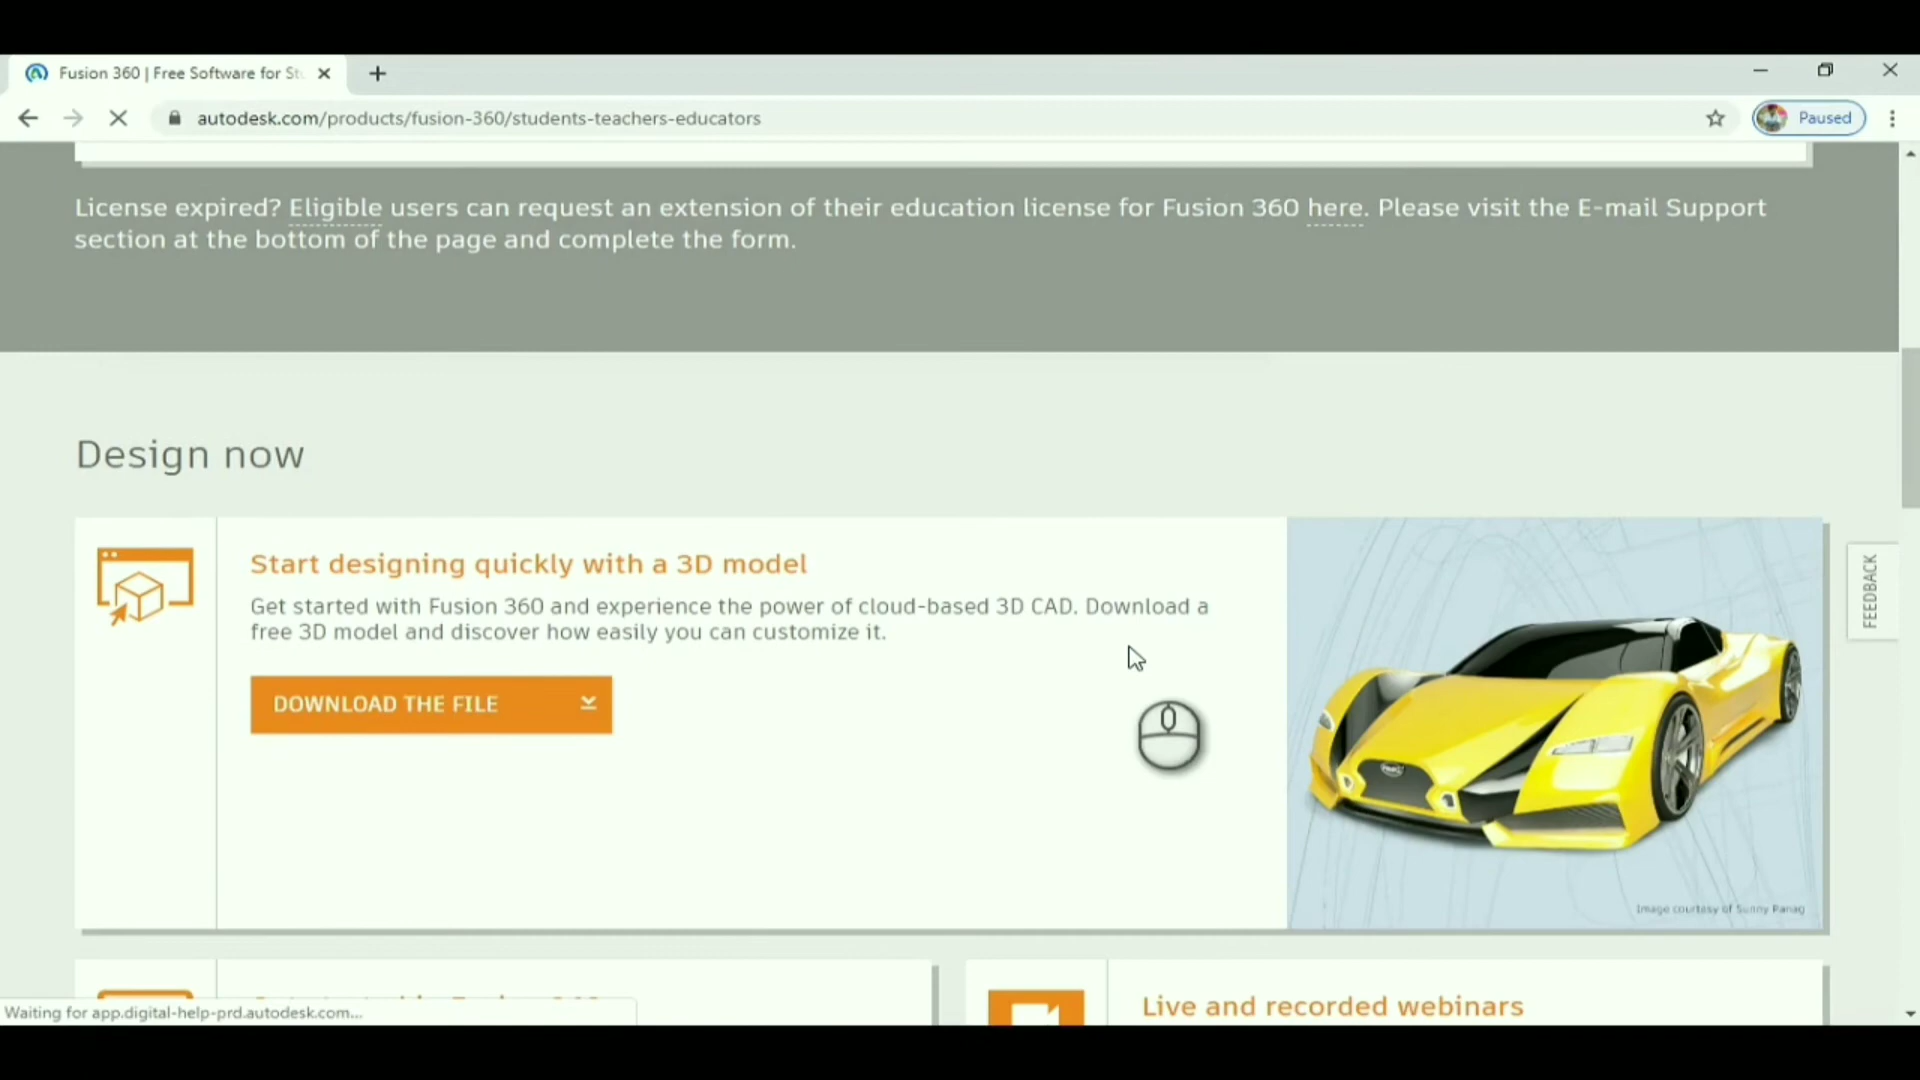 Fusion 360 | Free Software for St
autodesk.com/products/fusion-360/students-teachers-educators
Paused
License expired? Eligible users can request an extension of their education license for Fusion 360 here. Please visit the E-mail Support
section at the bottom of the page and complete the form.
Design now
Start designing quickly with a 3D model
Get started with Fusion 360 and experience the power of cloud-based 3D CAD. Download a
free 3D model and discover how easily you can customize it.
DOWNLOAD THE FILE
FEEDBACK
Image courtesy of Sunny Panag
Live and recorded webinars
Waiting for app.digital-help-prd.autodesk.com...